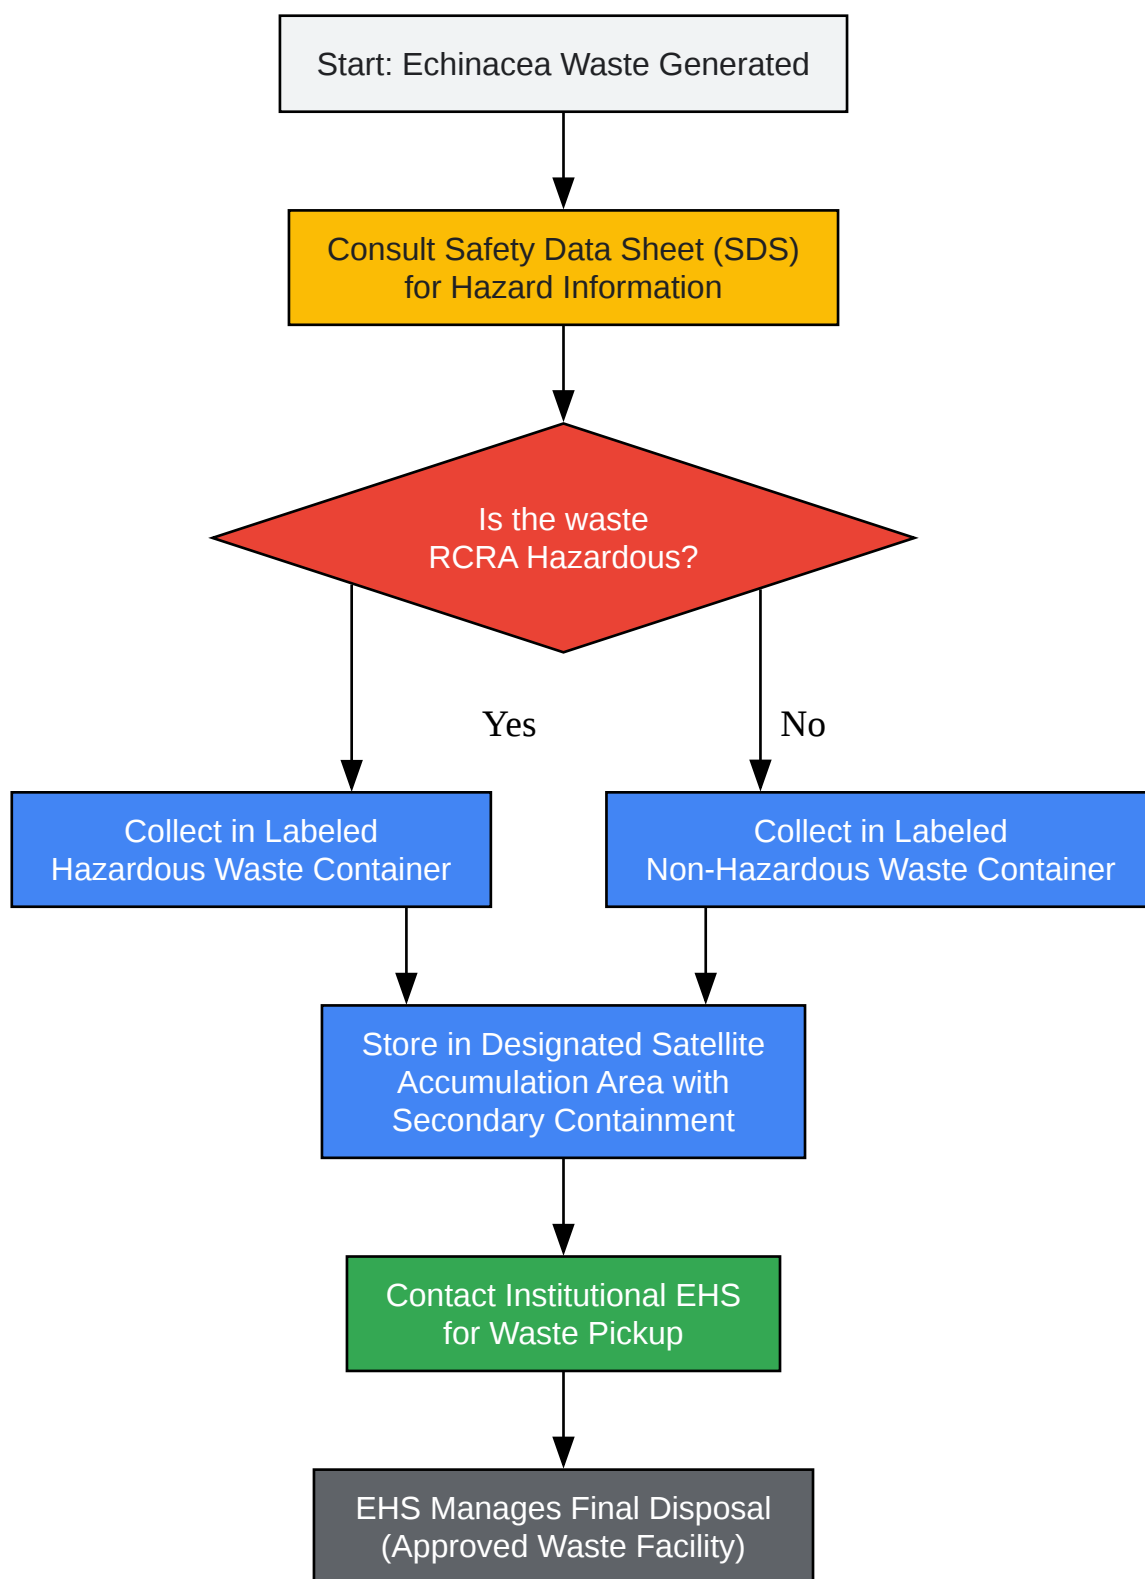 Start: Echinacea Waste Generated
Consult Safety Data Sheet (SDS)
for Hazard Information
Is the waste
RCRA Hazardous?
Yes
No
Collect in Labeled
Hazardous Waste Container
Collect in Labeled
Non-Hazardous Waste Container
Store in Designated Satellite
Accumulation Area with
Secondary Containment
Contact Institutional EHS
for Waste Pickup
EHS Manages Final Disposal
(Approved Waste Facility)